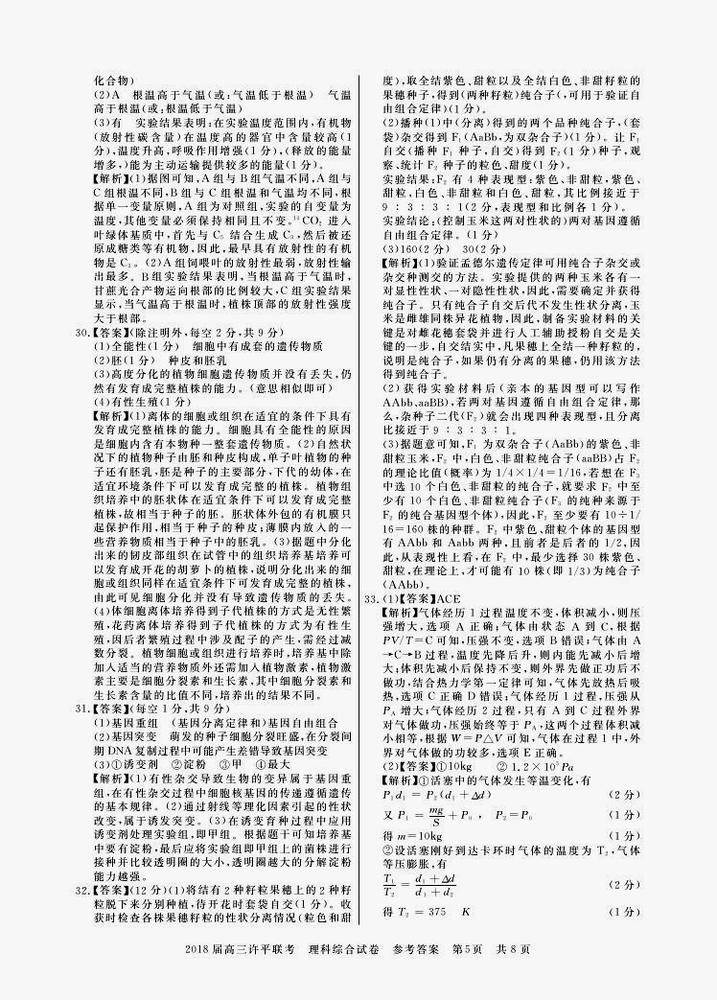 化合物)
(2)A　根温高于气温(或:气温低于根温)　气温
高于根温(或:根温低于气温)
(3)有　实验结果表明:在实验温度范围内,有机物
(放射性碳含量)在温度高的器官中含量较高(1
分),温度升高,呼吸作用增强(1分),(释放的能量
增多,)能为主动运输提供较多的能量(1分)。
【解析】(1)据图可知,A组与B组气温不同,A组与
C组根温不同,B组与C组根温和气温均不同,根
据单一变量原则,A组为对照组,实验的自变量为
温度,其他变量必须保持相同且不变。¹⁴CO₂进入
叶绿体基质中,首先与C₅结合生成C₃,然后被还
原成糖类等有机物,因此,最早具有放射性的有机
物是C₃。(2)A组饲喂叶的放射性最弱,放射性输
出最多。B组实验结果表明,当根温高于气温时,
甘蔗光合产物运向根部的比例较大,C组实验结果
显示,当气温高于根温时,植株顶部的放射性强度
大于根部。
30.【答案】(除注明外,每空2分,共9分)
(1)全能性(1分)　细胞中有成套的遗传物质
(2)胚(1分)　种皮和胚乳
(3)高度分化的植物细胞遗传物质并没有丢失,仍
然有发育成完整植株的能力。(意思相似即可)
(4)有性生殖(1分)
【解析】(1)离体的细胞或组织在适宜的条件下具有
发育成完整植株的能力。细胞具有全能性的原因
是细胞内含有本物种一整套遗传物质。(2)自然状
况下的植物种子由胚和种皮构成,单子叶植物的种
子还有胚乳,胚是种子的主要部分,下代的幼体,在
适宜环境条件下可以发育成完整的植株。植物组
织培养中的胚状体在适宜条件下可以发育成完整
植株,故相当于种子的胚。胚状体外包的有机膜只
起保护作用,相当于种子的种皮;薄膜内放入的一
些营养物质相当于种子中的胚乳。(3)据题中分化
出来的韧皮部组织在试管中的组织培养基培养可
以发育成开花的胡萝卜的植株,说明分化出来的细
胞或组织同样在适宜条件下可发育成完整的植株,
由此可见细胞分化并没有导致遗传物质的丢失。
(4)体细胞离体培养得到子代植株的方式是无性繁
殖,花药离体培养得到子代植株的方式为有性生
殖,因后者繁殖过程中涉及配子的产生,需经过减
数分裂。植物细胞或组织进行培养时,培养基中除
加入适当的营养物质外还需加入植物激素,植物激
素主要是细胞分裂素和生长素,其中细胞分裂素和
生长素含量的比值不同,培养出的结果不同。
31.【答案】(每空1分,共9分)
(1)基因重组　(基因分离定律和)基因自由组合
(2)基因突变　萌发的种子细胞分裂旺盛,在分裂间
期DNA复制过程中可能产生差错导致基因突变
(3)①诱变剂　②淀粉　③甲　④最大
【解析】(1)有性杂交导致生物的变异属于基因重
组,在有性杂交过程中细胞核基因的传递遵循遗传
的基本规律。(2)通过射线等理化因素引起的性状
改变,属于诱发突变。(3)在诱变育种过程中应用
诱变剂处理实验组,即甲组。根据题干可知培养基
中要有淀粉,最后应将实验组即甲组上的菌株进行
接种并比较透明圈的大小,透明圈越大的分解淀粉
能力越强。
32.【答案】(12分)(1)将结有2种籽粒果穗上的2种籽
粒脱下来分别种植,待开花时套袋自交(1分)。收
获时检查各株果穗籽粒的性状分离情况(粒色和甜
度),取全结紫色、甜粒以及全结白色、非甜籽粒的
果穗种子,得到(两种籽粒)纯合子(,可用于验证自
由组合定律)(1分)。
(2)播种(1)中(分离)得到的两个品种纯合子,(套
袋)杂交得到F₁(AaBb,为双杂合子)(1分)。让F₁
自交(播种F₁种子,自交)得到F₂(1分)种子,观
察、统计F₂种子的粒色、甜度(1分)。
实验结果:F₂有4种表现型:紫色、非甜粒,紫色、
甜粒,白色、非甜粒和白色、甜粒,其比例接近于
9：3：3：1(2分,表现型和比例各1分)。
实验结论:(控制玉米这两对性状的)两对基因遵循
自由组合定律。(1分)
(3)160(2分)　30(2分)
【解析】(1)验证孟德尔遗传定律可用纯合子杂交或
杂交种测交的方法。实验提供的两种玉米各有一
对显性性状、一对隐性性状,因此,需要确定并获得
纯合子。只有纯合子自交后代不发生性状分离,玉
米是雌雄同株异花植物,因此,制备实验材料的关
键是对雌花穗套袋并进行人工辅助授粉自交是关
键的一步,自交结实中,凡果穗上全结一种籽粒的,
说明是纯合子,如果仍有分离的果穗,仍用该方法
得到纯合子。
(2)获得实验材料后(亲本的基因型可以写作
AAbb、aaBB),若两对基因遵循自由组合定律,那
么,杂种子二代(F₂)就会出现四种表现型,且分离
比接近于9：3：3：1。
(3)据题意可知,F₁为双杂合子(AaBb)的紫色、非
甜粒玉米,F₂中,白色、非甜粒纯合子(aaBB)占F₂
的理论比值(概率)为1/4×1/4=1/16,若想在F₃
中选10个白色、非甜粒的纯合子,就要求F₂中至
少有10个白色、非甜粒纯合子(F₃的纯种来源于
F₂的纯合基因型个体),因此,F₂至少要有10÷1/
16=160株的种群。F₂中紫色、甜粒个体的基因型
有AAbb和Aabb两种,且前者是后者的1/2,因
此,从表现性上看,在F₂中,最少选择30株紫色、
甜粒,在理论上,才可能有10株(即1/3)为纯合子
(AAbb)。
33.(1)【答案】ACE
【解析】气体经历1过程温度不变,体积减小,则压
强增大,选项A正确;气体由状态A到C,根据
PV/T=C可知,压强不变,选项B错误;气体由A
→C→B过程,温度先降后升,则内能先减小后增
大;体积先减小后保持不变,则外界先做正功后不
做功,结合热力学第一定律可知,气体先放热后吸
热,选项C正确D错误;气体经历1过程,压强从
P_A增大;气体经历2过程,只有A到C过程外界
对气体做功,压强始终等于P_A,这两个过程体积减
小相等,根据W=P△V可知,气体在过程1中,外
界对气体做的功较多,选项E正确。
(2)【答案】①10kg　②1.2×10⁵Pa
【解析】①活塞中的气体发生等温变化,有
P₁d₁=P₂(d₁+Δd)　(2分)
又P₁=mg/S+P₀,　P₂=P₀　(1分)
得m=10kg　(1分)
②设活塞刚好到达卡环时气体的温度为T₂,气体
等压膨胀,有
T₁/T₂=(d₁+Δd)/(d₁+d₂)　(2分)
得T₂=375　K　(1分)
2018届高三许平联考　理科综合试卷　参考答案　第5页　共8页